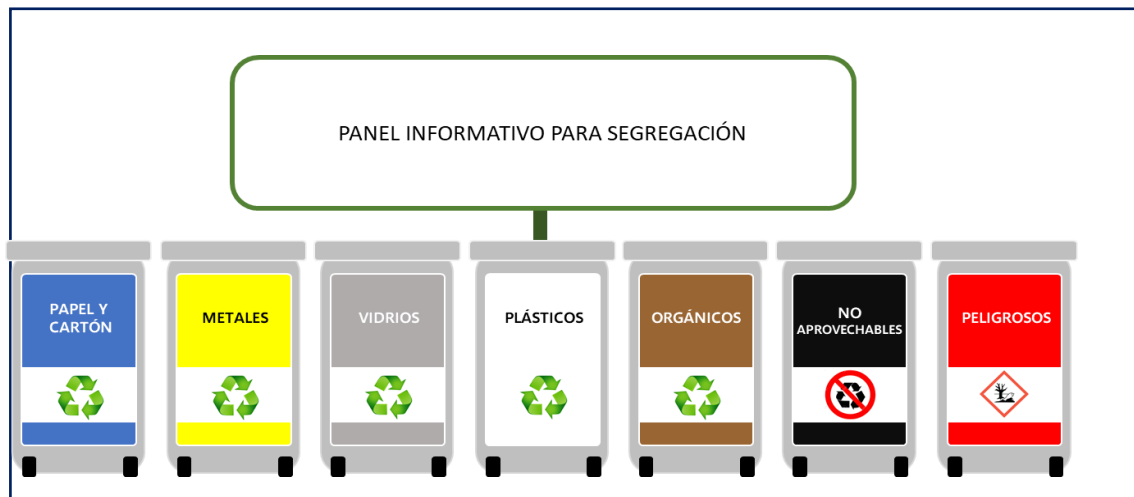 PANEL INFORMATIVO PARA SEGREGACIÓN
PAPEL Y
CARTÓN
METALES
VIDRIOS
PLÁSTICOS
ORGÁNICOS
NO
APROVECHABLES
PELIGROSOS